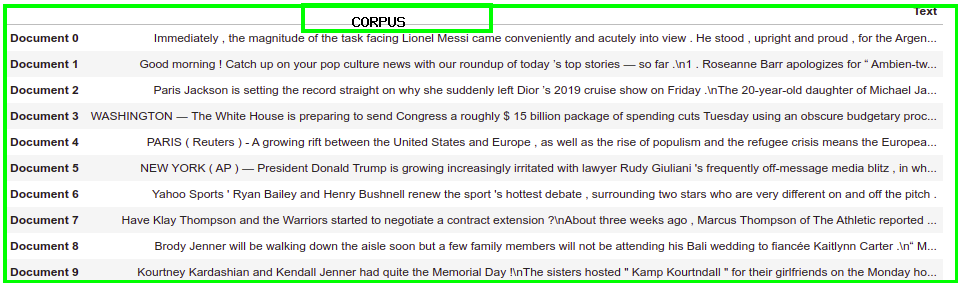 CORPUS
Text
Document 0 Immediately , the magnitude of the task facing Lionel Messi came conveniently and acutely into view . He stood , upright and proud , for the Argen...
Document 1 Good morning ! Catch up on your pop culture news with our roundup of today 's top stories — so far .\n1 . Roseanne Barr apologizes for “ Ambien-tw...
Document 2 Paris Jackson is setting the record straight on why she suddenly left Dior 's 2019 cruise show on Friday .\nThe 20-year-old daughter of Michael Ja...
Document 3 WASHINGTON — The White House is preparing to send Congress a roughly $ 15 billion package of spending cuts Tuesday using an obscure budgetary proc...
Document 4 PARIS ( Reuters ) - A growing rift between the United States and Europe , as well as the rise of populism and the refugee crisis means the Europea...
Document 5 NEW YORK ( AP ) — President Donald Trump is growing increasingly irritated with lawyer Rudy Giuliani 's frequently off-message media blitz , in wh...
Document 6 Yahoo Sports ' Ryan Bailey and Henry Bushnell renew the sport 's hottest debate , surrounding two stars who are very different on and off the pitch .
Document 7 Have Klay Thompson and the Warriors started to negotiate a contract extension ?\nAbout three weeks ago , Marcus Thompson of The Athletic reported ...
Document 8 Brody Jenner will be walking down the aisle soon but a few family members will not be attending his Bali wedding to fiancée Kaitlynn Carter .\n“ M...
Document 9 Kourtney Kardashian and Kendall Jenner had quite the Memorial Day !\nThe sisters hosted " Kamp Kourtndall " for their girlfriends on the Monday ho...